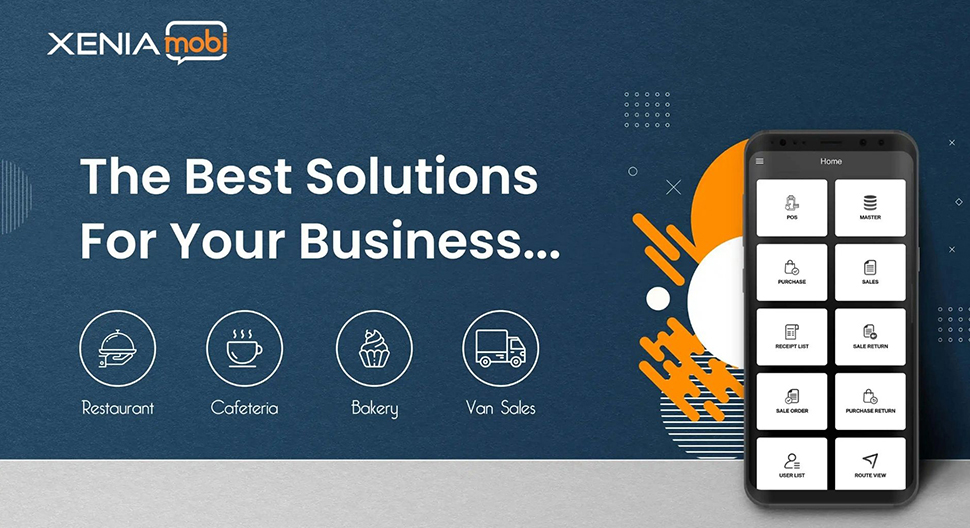 XENIA mobi
The Best Solutions
For Your Business...
Restaurant
Cafeteria
Bakery
Van Sales
Home
POS
MASTER
PURCHASE
SALES
RECEIPT LIST
SALE RETURN
SALE ORDER
PURCHASE RETURN
USER LIST
ROUTE VIEW